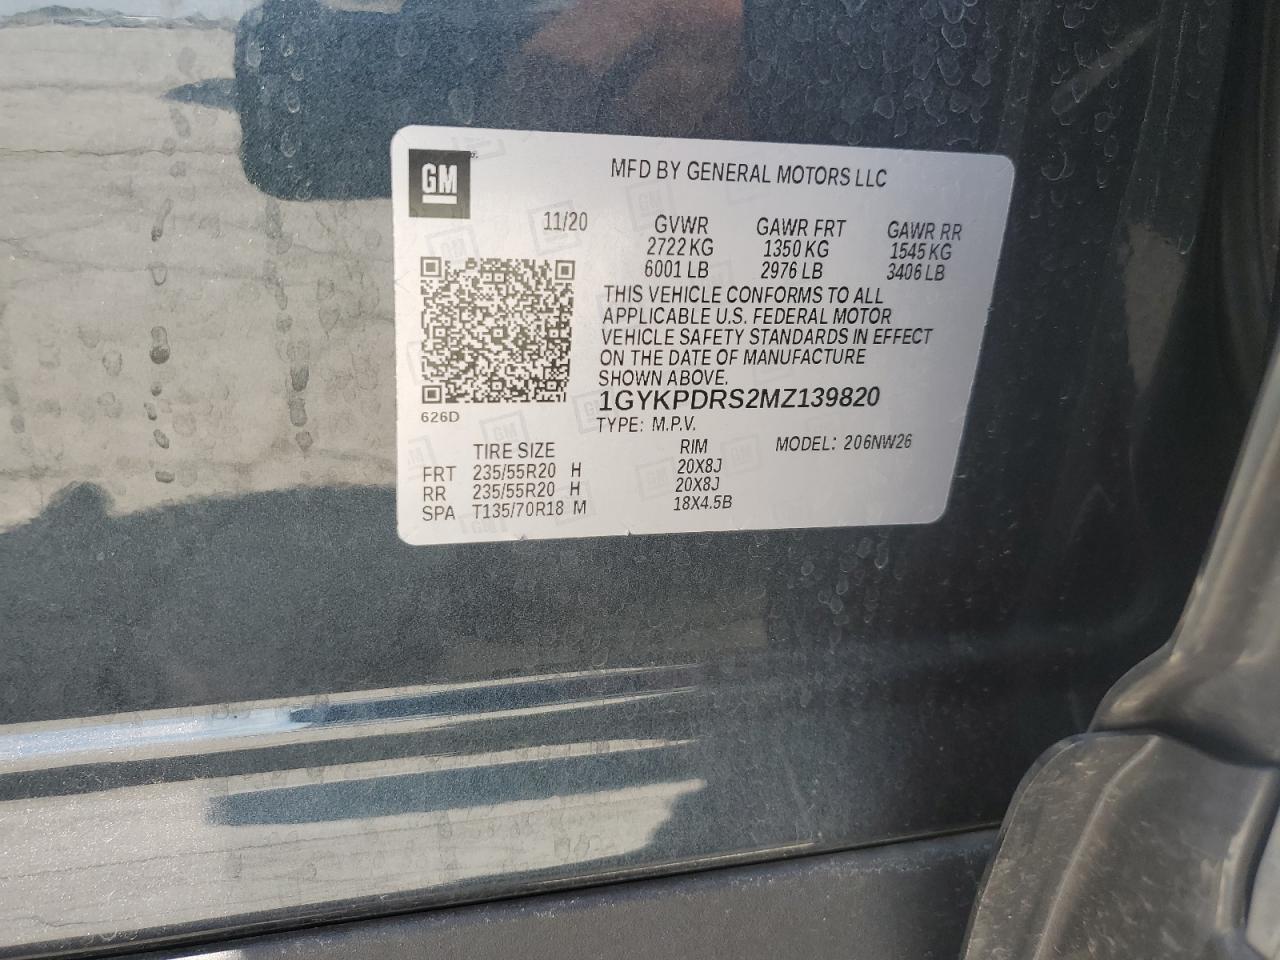 GM
MFD BY GENERAL MOTORS LLC
11/20 GVWR GAWR FRT GAWR RR
2722 KG 1350 KG 1545 KG
6001 LB 2976 LB 3406 LB
THIS VEHICLE CONFORMS TO ALL
APPLICABLE U.S. FEDERAL MOTOR
VEHICLE SAFETY STANDARDS IN EFFECT
ON THE DATE OF MANUFACTURE
SHOWN ABOVE.
1GYKPDRS2MZ139820
626D
TYPE: M.P.V.
TIRE SIZE RIM MODEL: 206NW26
FRT 235/55R20 H 20X8J
RR 235/55R20 H 20X8J
SPA T135/70R18 M 18X4.5B